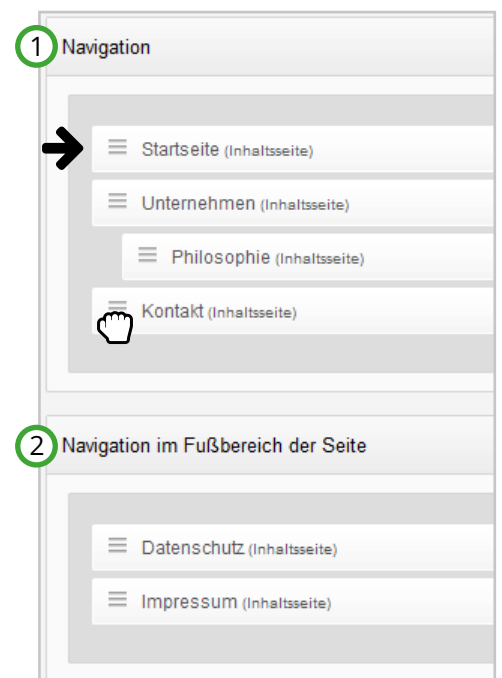 1 Navigation
Startseite (Inhaltsseite)
Unternehmen (Inhaltsseite)
Philosophie (Inhaltsseite)
Kontakt (Inhaltsseite)
2 Navigation im Fußbereich der Seite
Datenschutz (Inhaltsseite)
Impressum (Inhaltsseite)